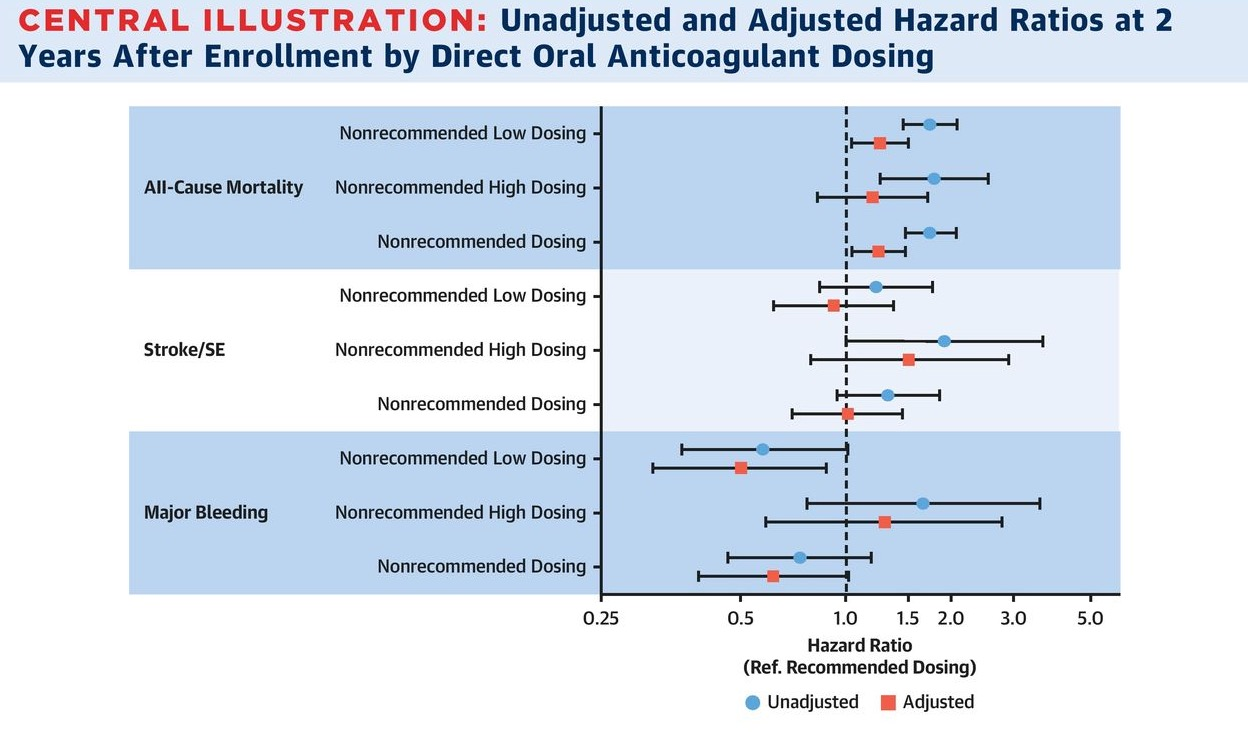 CENTRAL ILLUSTRATION: Unadjusted and Adjusted Hazard Ratios at 2
Years After Enrollment by Direct Oral Anticoagulant Dosing
All-Cause Mortality
Nonrecommended Low Dosing
Nonrecommended High Dosing
Nonrecommended Dosing
Stroke/SE
Nonrecommended Low Dosing
Nonrecommended High Dosing
Nonrecommended Dosing
Major Bleeding
Nonrecommended Low Dosing
Nonrecommended High Dosing
Nonrecommended Dosing
0.25 0.5 1.0 1.5 2.0 3.0 5.0
Hazard Ratio
(Ref. Recommended Dosing)
Unadjusted Adjusted